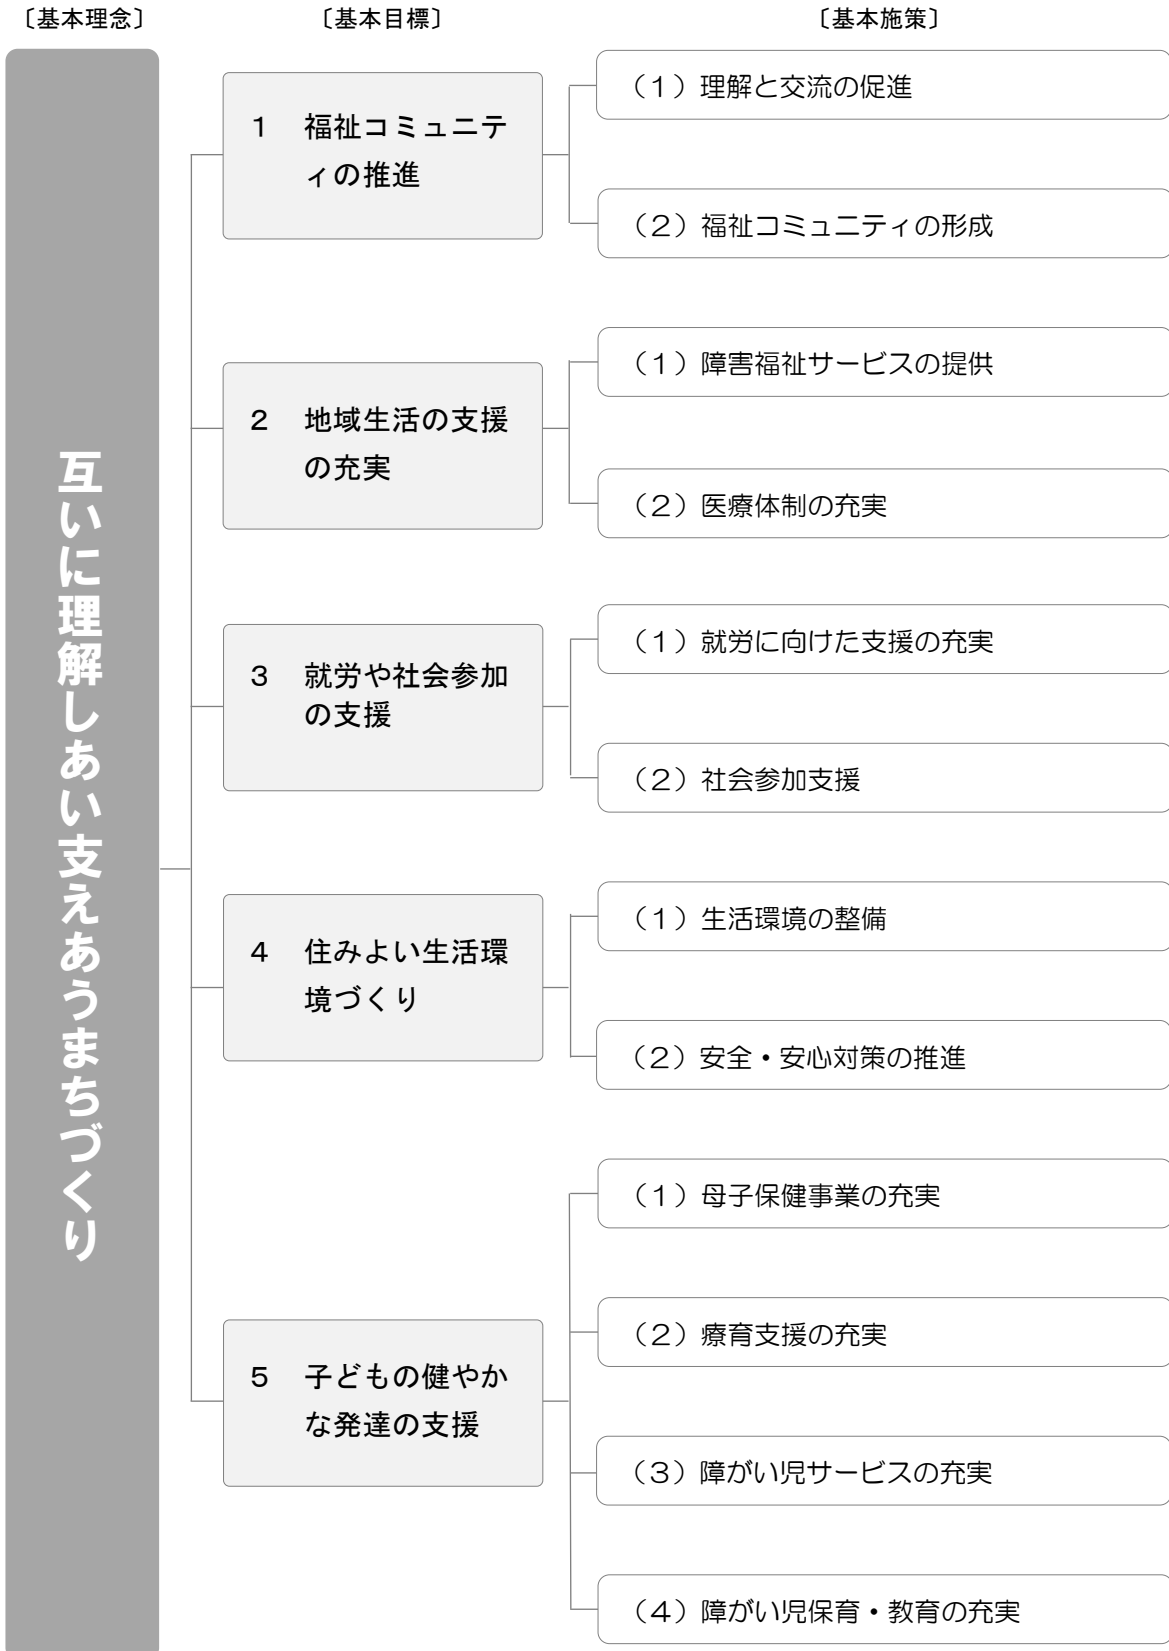 〔基本理念〕
〔基本目標〕
〔基本施策〕
互いに理解しあい支えあうまちづくり
1 福祉コミュニテ
ィの推進
（1）理解と交流の促進
（2）福祉コミュニティの形成
2 地域生活の支援
の充実
（1）障害福祉サービスの提供
（2）医療体制の充実
3 就労や社会参加
の支援
（1）就労に向けた支援の充実
（2）社会参加支援
4 住みよい生活環
境づくり
（1）生活環境の整備
（2）安全・安心対策の推進
5 子どもの健やか
な発達の支援
（1）母子保健事業の充実
（2）療育支援の充実
（3）障がい児サービスの充実
（4）障がい児保育・教育の充実